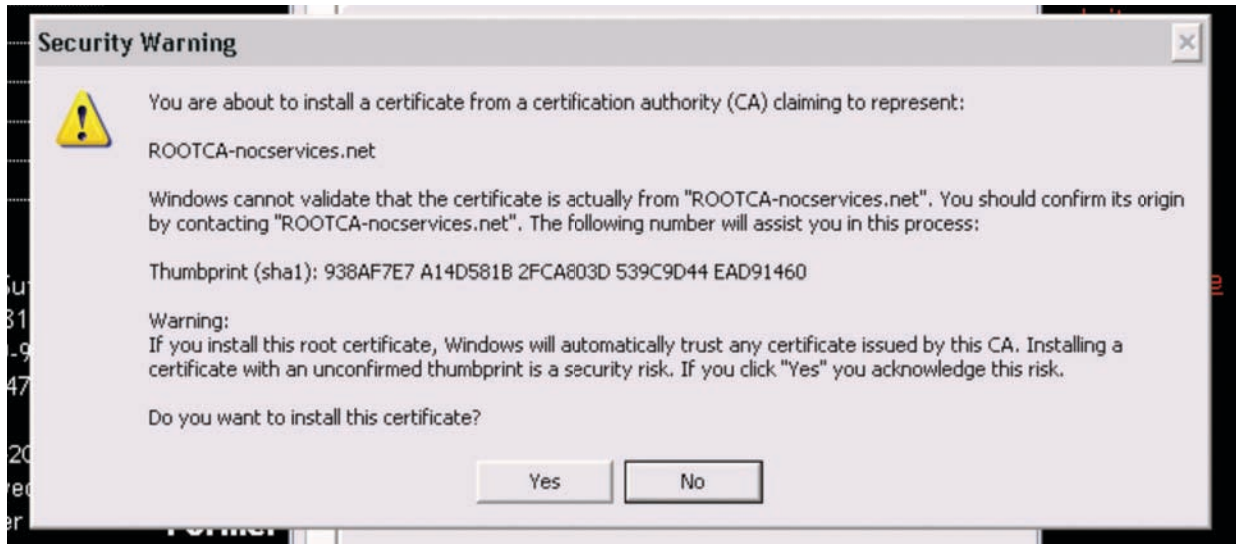 Security Warning
You are about to install a certificate from a certification authority (CA) claiming to represent:
ROOTCA-nocservices.net
Windows cannot validate that the certificate is actually from "ROOTCA-nocservices.net". You should confirm its origin
by contacting "ROOTCA-nocservices.net". The following number will assist you in this process:
Thumbprint (sha1): 938AF7E7 A14D581B 2FCA803D 539C9D44 EAD91460
Warning:
If you install this root certificate, Windows will automatically trust any certificate issued by this CA. Installing a
certificate with an unconfirmed thumbprint is a security risk. If you click "Yes" you acknowledge this risk.
Do you want to install this certificate?
Yes No